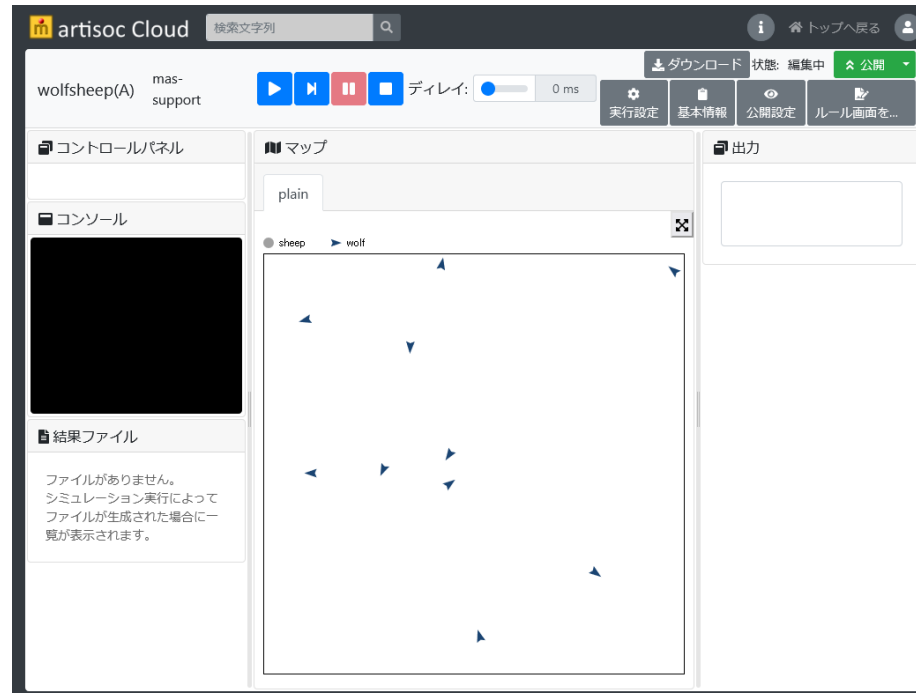 artisoc Cloud
検索文字列
トップへ戻る
wolfsheep(A)
mas-
support
ディレイ:
0 ms
ダウンロード
状態: 編集中
公開
実行設定
基本情報
公開設定
ルール画面を...
コントロールパネル
コンソール
結果ファイル
ファイルがありません。
シミュレーション実行によって
ファイルが生成された場合に一
覧が表示されます。
マップ
plain
sheep
wolf
出力